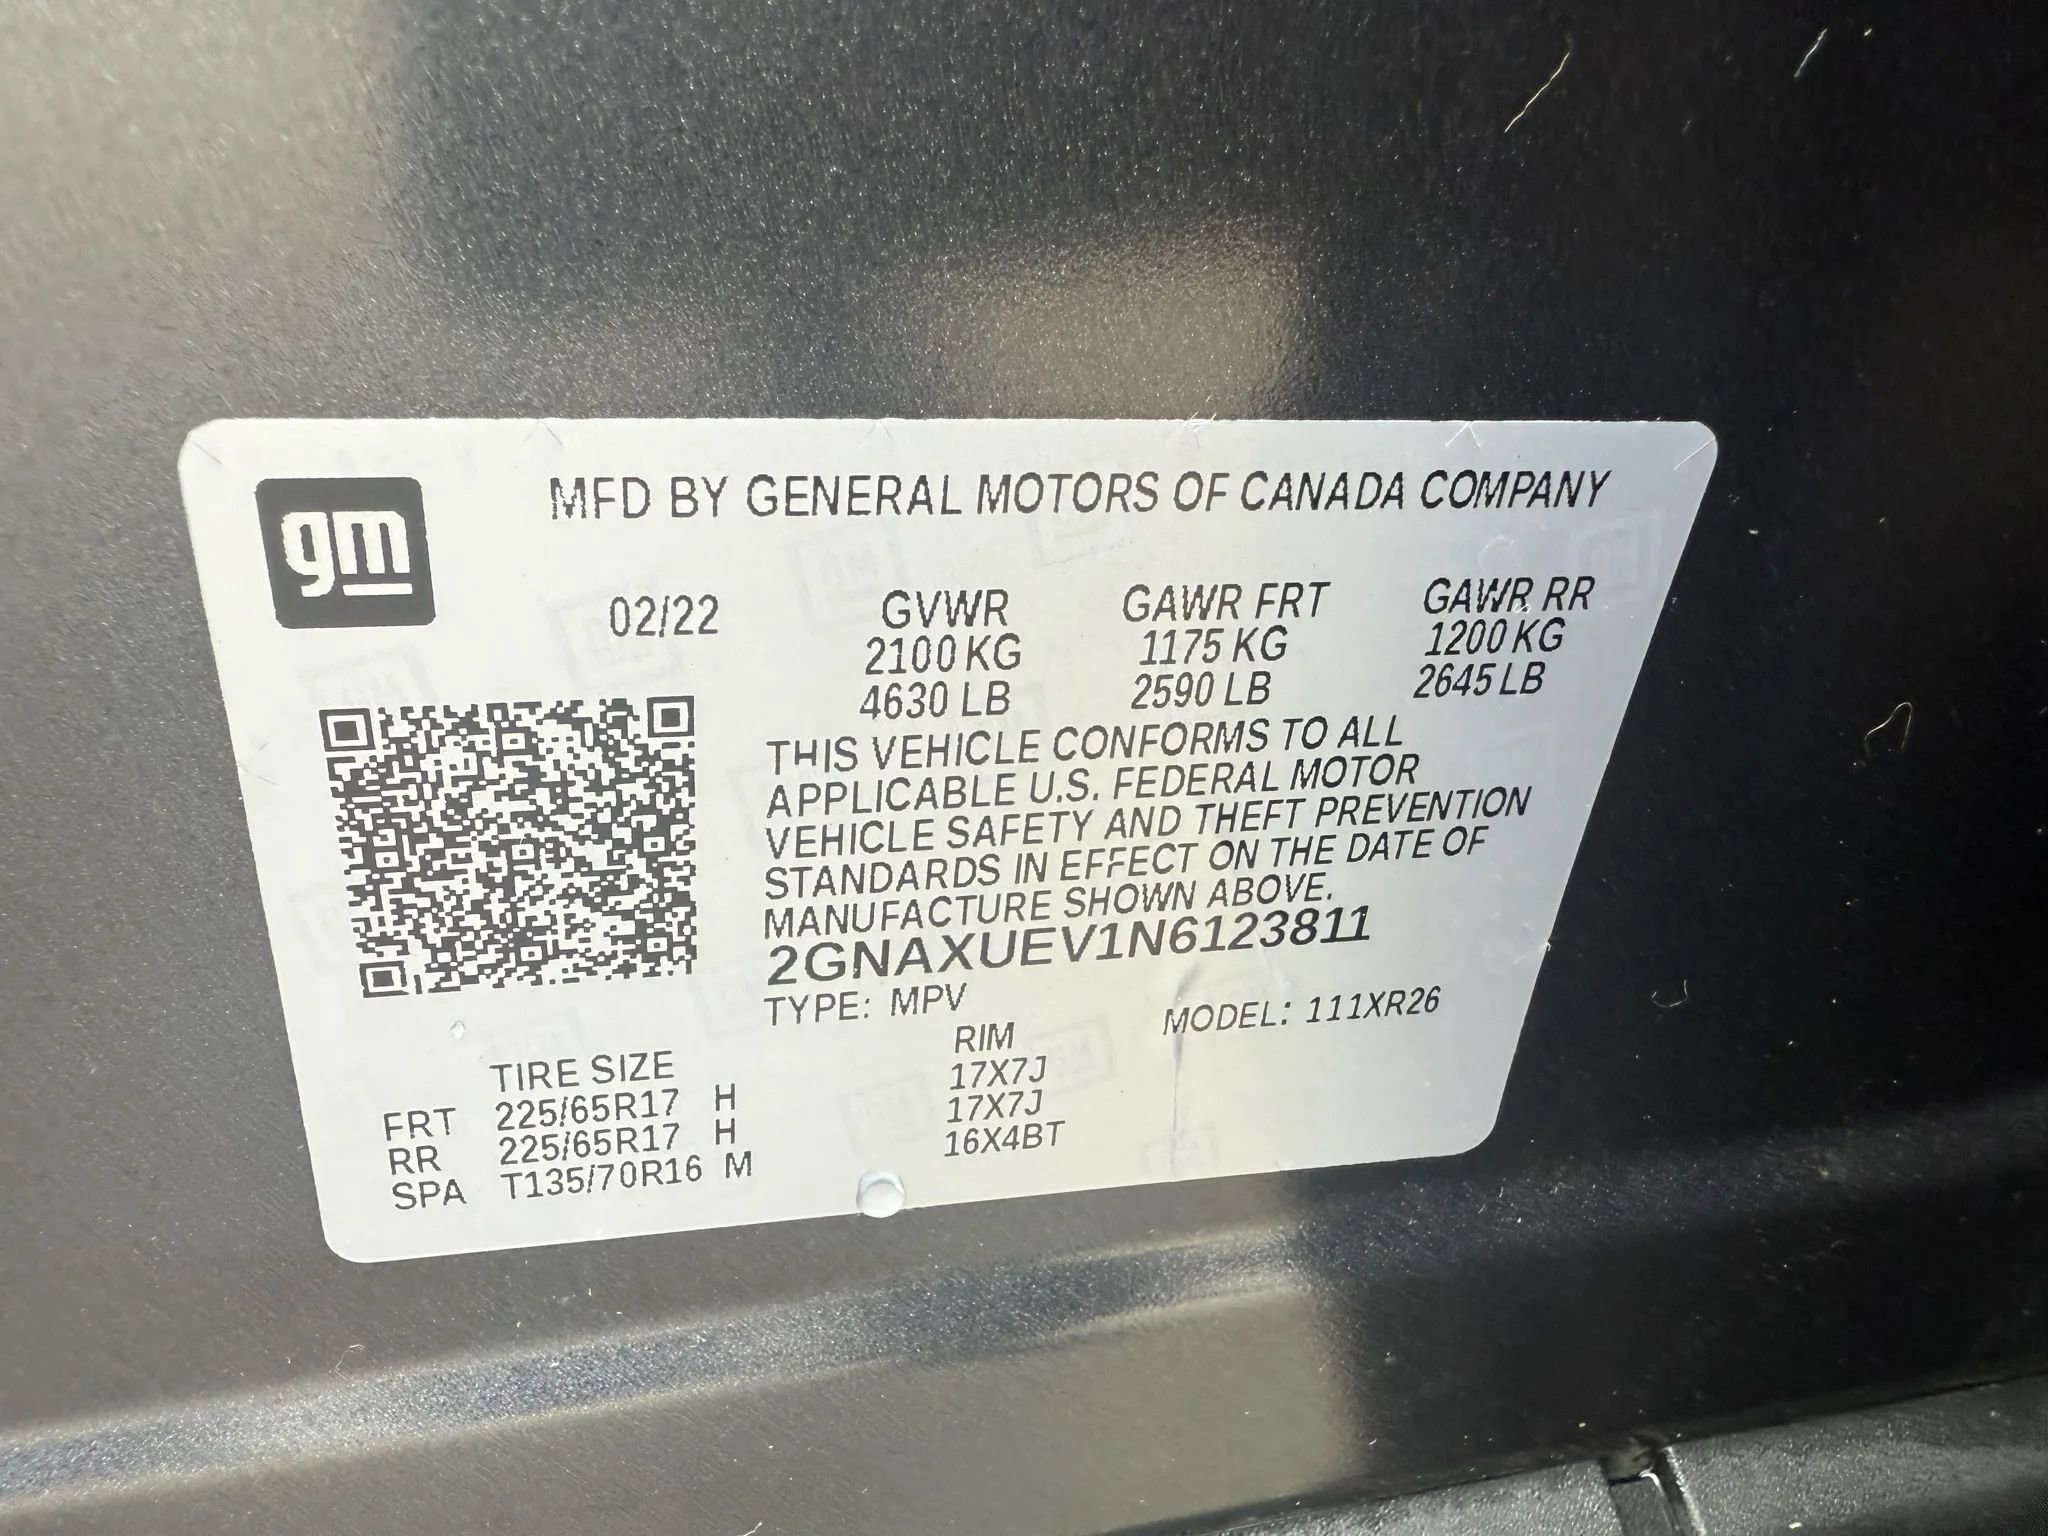 gm
MFD BY GENERAL MOTORS OF CANADA COMPANY
02/22 GVWR GAWR FRT GAWR RR
2100 KG 1175 KG 1200 KG
4630 LB 2590 LB 2645 LB
THIS VEHICLE CONFORMS TO ALL
APPLICABLE U.S. FEDERAL MOTOR
VEHICLE SAFETY AND THEFT PREVENTION
STANDARDS IN EFFECT ON THE DATE OF
MANUFACTURE SHOWN ABOVE.
2GNAXUEV1N6123811
TYPE: MPV MODEL: 111XR26
TIRE SIZE RIM
FRT 225/65R17 H 17X7J
RR 225/65R17 H 17X7J
SPA T135/70R16 M 16X4BT